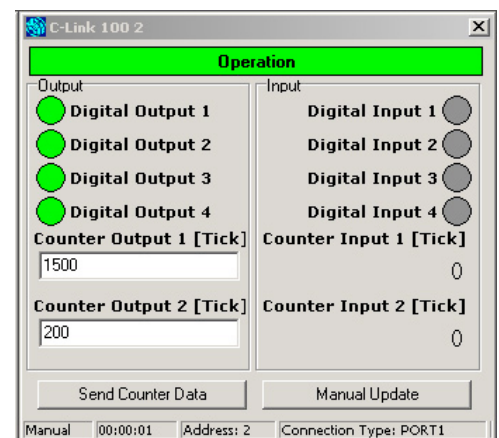 C-Link 100 2
Operation
Output
Input
Digital Output 1
Digital Input 1
Digital Output 2
Digital Input 2
Digital Output 3
Digital Input 3
Digital Output 4
Digital Input 4
Counter Output 1 [Tick]
Counter Input 1 [Tick]
1500
0
Counter Output 2 [Tick]
Counter Input 2 [Tick]
200
0
Send Counter Data
Manual Update
Manual
00:00:01
Address: 2
Connection Type: PORT1